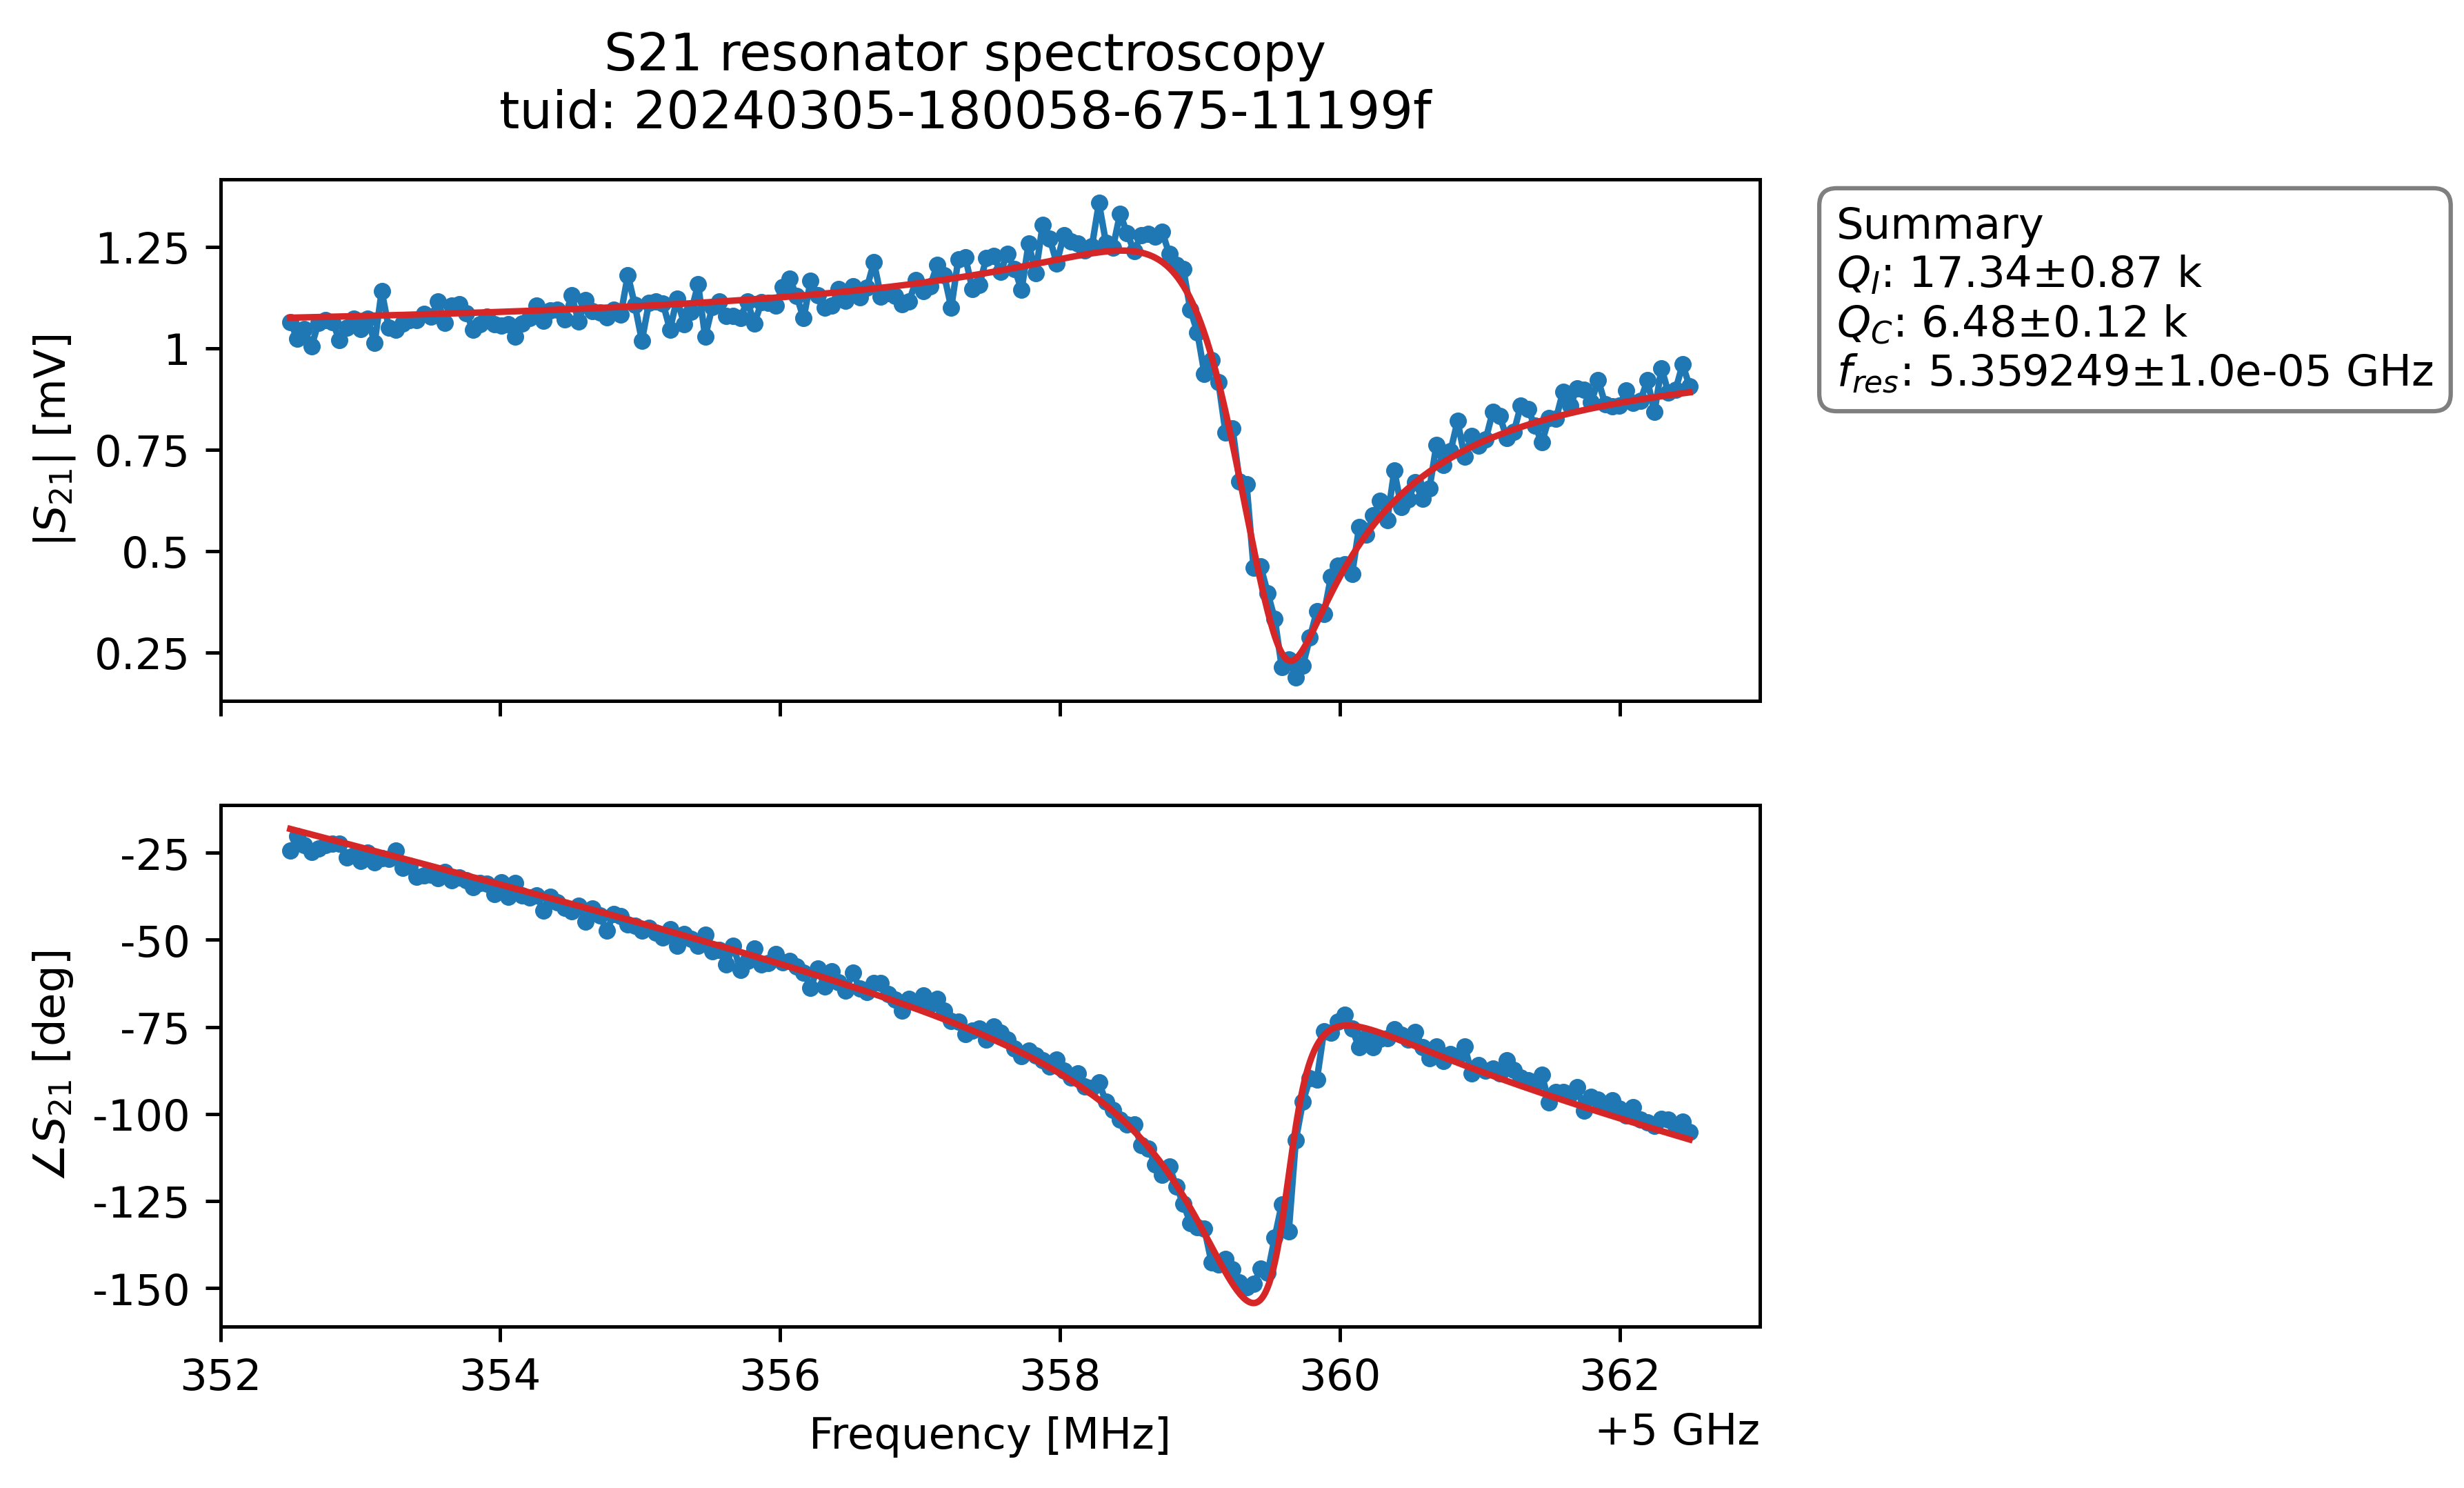 S21 resonator spectroscopy
tuid: 20240305-180058-675-11199f
|S21| [mV]
1.25
1
0.75
0.5
0.25
Summary
Ql: 17.34±0.87 k
QC: 6.48±0.12 k
fres: 5.359249±1.0e-05 GHz
∠S21 [deg]
-25
-50
-75
-100
-125
-150
352 354 356 358 360 362
Frequency [MHz]
+5 GHz